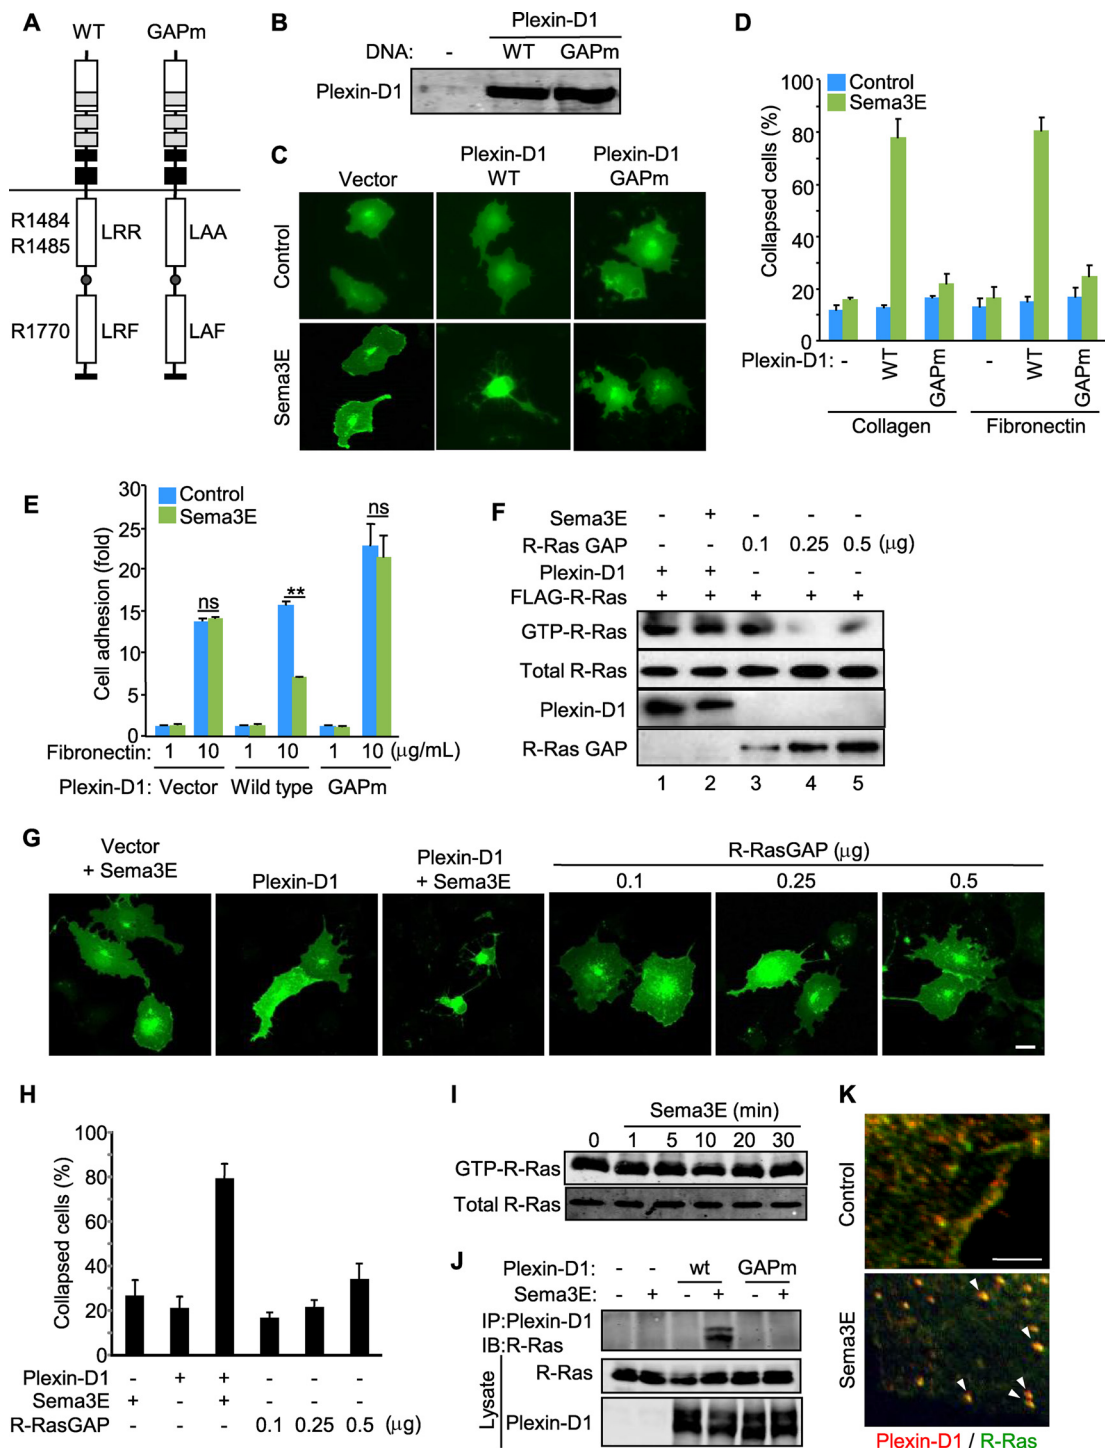 A
WT GAPm
R1484
R1485
LRR
LAA
R1770
LRF
LAF
B
Plexin-D1
DNA: - WT GAPm
Plexin-D1
C
Vector
Plexin-D1
WT
Plexin-D1
GAPm
Control
Sema3E
D
Control
Sema3E
Collapsed cells (%)
100
80
60
40
20
0
Plexin-D1: - WT GAPm - WT GAPm
Collagen Fibronectin
E
Control
Sema3E
Cell adhesion (fold)
30
25
20
15
10
5
0
ns
**
ns
Fibronectin: 1 10 1 10 1 10 (μg/mL)
Plexin-D1: Vector Wild type GAPm
F
Sema3E - + - - -
R-Ras GAP - - 0.1 0.25 0.5 (μg)
Plexin-D1 + + - - -
FLAG-R-Ras + + + + +
GTP-R-Ras
Total R-Ras
Plexin-D1
R-Ras GAP
1 2 3 4 5
G
Vector
+ Sema3E
Plexin-D1
Plexin-D1
+ Sema3E
R-RasGAP (μg)
0.1 0.25 0.5
H
Collapsed cells (%)
100
80
60
40
20
0
Plexin-D1 - + + - - -
Sema3E + - + - - -
R-RasGAP - - - 0.1 0.25 0.5 (μg)
I
Sema3E (min)
0 1 5 10 20 30
GTP-R-Ras
Total R-Ras
J
Plexin-D1: - - wt GAPm
Sema3E: - + - + - +
IP:Plexin-D1
IB:R-Ras
Lysate
R-Ras
Plexin-D1
K
Control
Sema3E
Plexin-D1 / R-Ras